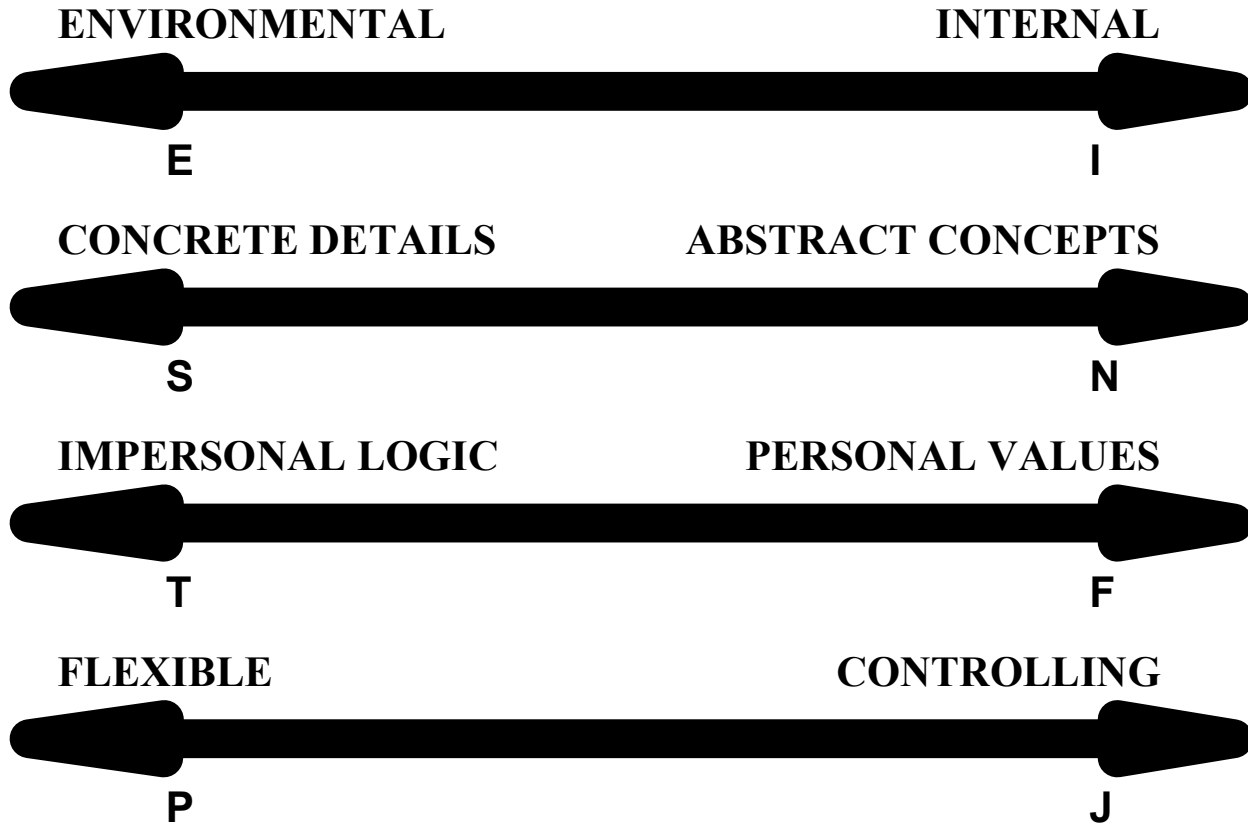 ENVIRONMENTAL INTERNAL
E I
CONCRETE DETAILS ABSTRACT CONCEPTS
S N
IMPERSONAL LOGIC PERSONAL VALUES
T F
FLEXIBLE CONTROLLING
P J